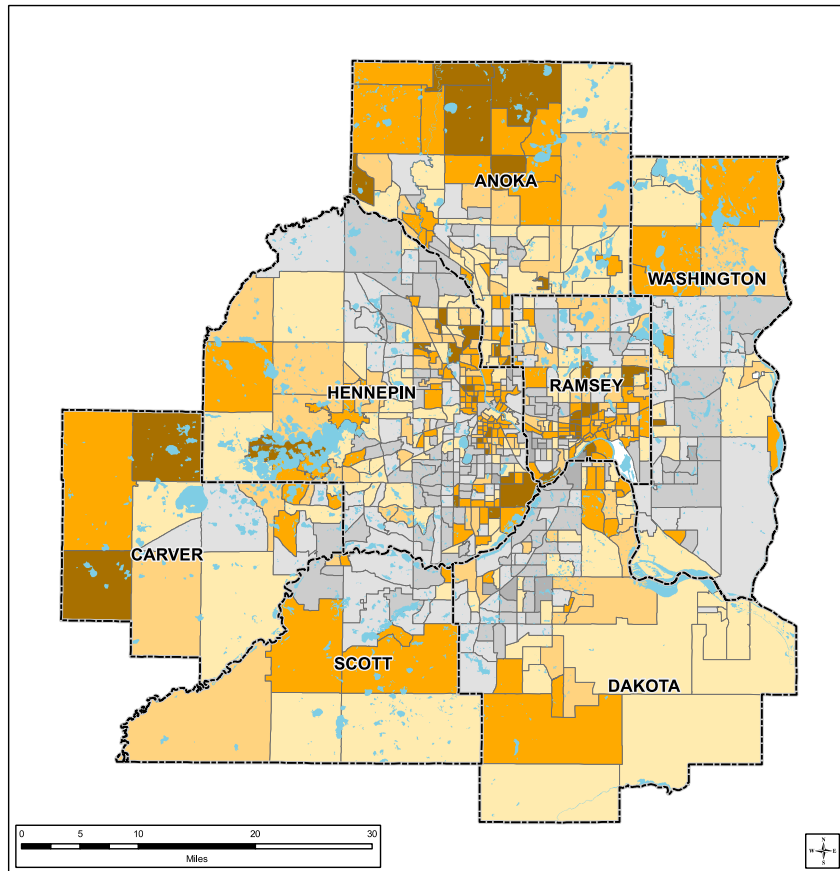 ANOKA
WASHINGTON
HENNEPIN
RAMSEY
CARVER
SCOTT
DAKOTA
0 5 10 20 30
Miles
N
W E
S